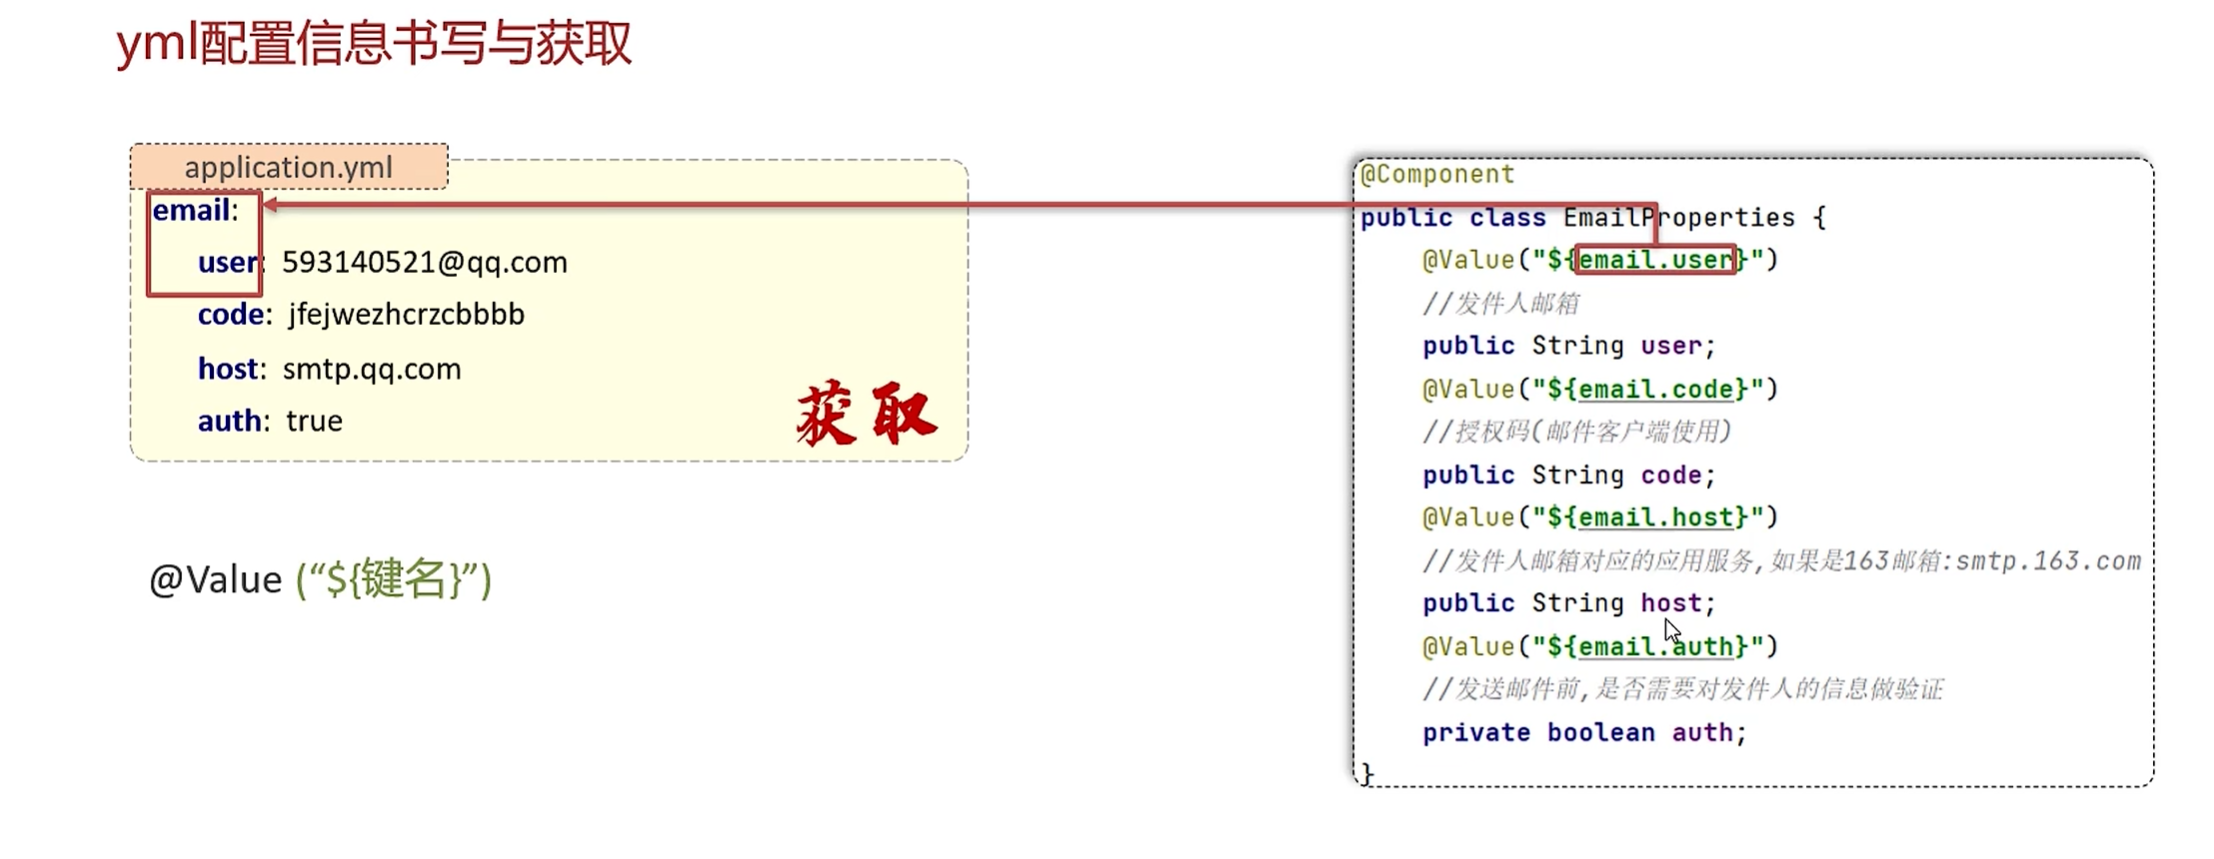 yml配置信息书写与获取
application.yml
email:
user: 593140521@qq.com
code: jfejwezhcrzcbbbb
host: smtp.qq.com
auth: true
获取
@Value (“${键名}”)
@Component
public class EmailProperties {
@Value("${email.user}")
//发件人邮箱
public String user;
@Value("${email.code}")
//授权码(邮件客户端使用)
public String code;
@Value("${email.host}")
//发件人邮箱对应的应用服务,如果是163邮箱:smtp.163.com
public String host;
@Value("${email.auth}")
//发送邮件前,是否需要对发件人的信息做验证
private boolean auth;
}